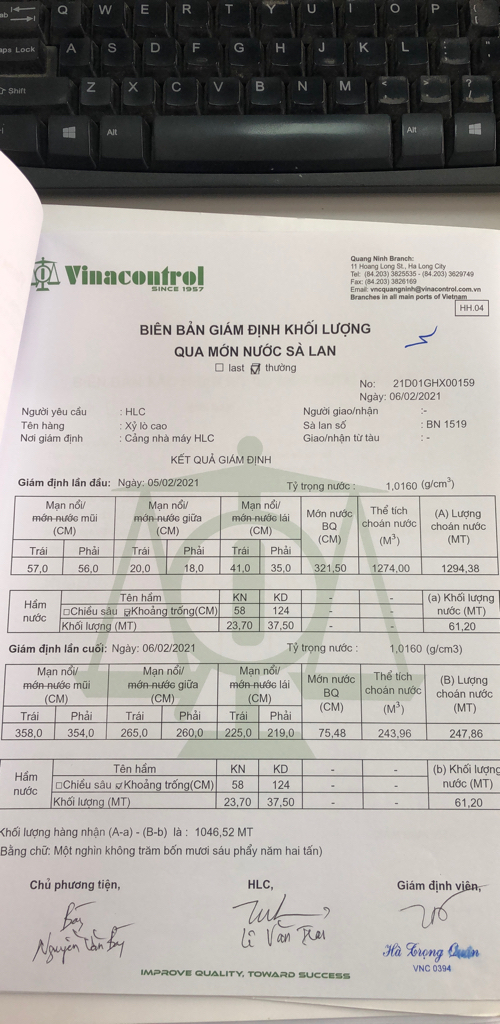 Q W E R T Y U I O P
Caps Lock A S D F G H J K L
Shift Z X C V B N M
Alt Alt
Vinacontrol
SINCE 1957
Quang Ninh Branch:
11 Hoang Long St., Ha Long City
Tel: (84.203) 3825535 - (84.203) 3629749
Fax: (84.203) 3826169
Email: vncquangninh@vinacontrol.com.vn
Branches in all main ports of Vietnam
HH.04
BIÊN BẢN GIÁM ĐỊNH KHỐI LƯỢNG
QUA MỚN NƯỚC SÀ LAN
last thường
No: 21D01GHX00159
Ngày: 06/02/2021
Người yêu cầu : HLC Người giao/nhận :-
Tên hàng : Xỷ lò cao Sà lan số : BN 1519
Nơi giám định : Cảng nhà máy HLC Giao/nhận từ tàu : -
KẾT QUẢ GIÁM ĐỊNH
Giám định lần đầu: Ngày: 05/02/2021 Tỷ trọng nước : 1,0160 (g/cm3)
Mạn nổi/ Mạn nổi/ Mạn nổi/ Mớn nước Thể tích (A) Lượng
món nước mũi món nước giữa món nước lái BQ choán nước choán nước
(CM) (CM) (CM) (CM) (M3) (MT)
Trái Phải Trái Phải Trái Phải
57,0 56,0 20,0 18,0 41,0 35,0 321,50 1274,00 1294,38
Hầm nước Tên hầm KN KD - - (a) Khối lượng nước (MT)
Chiều sâu Khoảng trống(CM) 58 124 - -
Khối lượng (MT) 23,70 37,50 - - 61,20
Giám định lần cuối: Ngày: 06/02/2021 Tỷ trọng nước : 1,0160 (g/cm3)
Mạn nổi/ Mạn nổi/ Mạn nổi/ Mớn nước Thể tích (B) Lượng
món nước mũi món nước giữa món nước lái BQ choán nước choán nước
(CM) (CM) (CM) (CM) (M3) (MT)
Trái Phải Trái Phải Trái Phải
358,0 354,0 265,0 260,0 225,0 219,0 75,48 243,96 247,86
Hầm nước Tên hầm KN KD - - (b) Khối lượng nước (MT)
Chiều sâu Khoảng trống(CM) 58 124 - -
Khối lượng (MT) 23,70 37,50 - - 61,20
Khối lượng hàng nhận (A-a) - (B-b) là : 1046,52 MT
Bằng chữ: Một nghìn không trăm bốn mươi sáu phẩy năm hai tấn)
Chủ phương tiện, HLC, Giám định viên,
Nguyễn Văn Bảy Lê Văn
Hà Trọng
VNC 0394
IMPROVE QUALITY, TOWARD SUCCESS